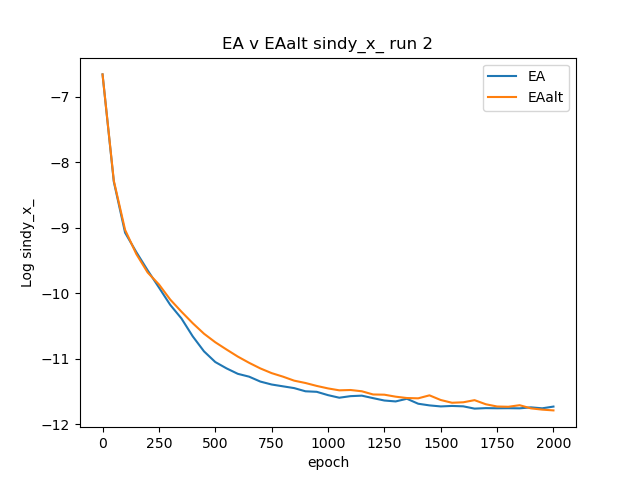 EA v EAalt sindy_x_ run 2
EA
EAalt
Log sindy_x_
−7
−8
−9
−10
−11
−12
0 250 500 750 1000 1250 1500 1750 2000
epoch